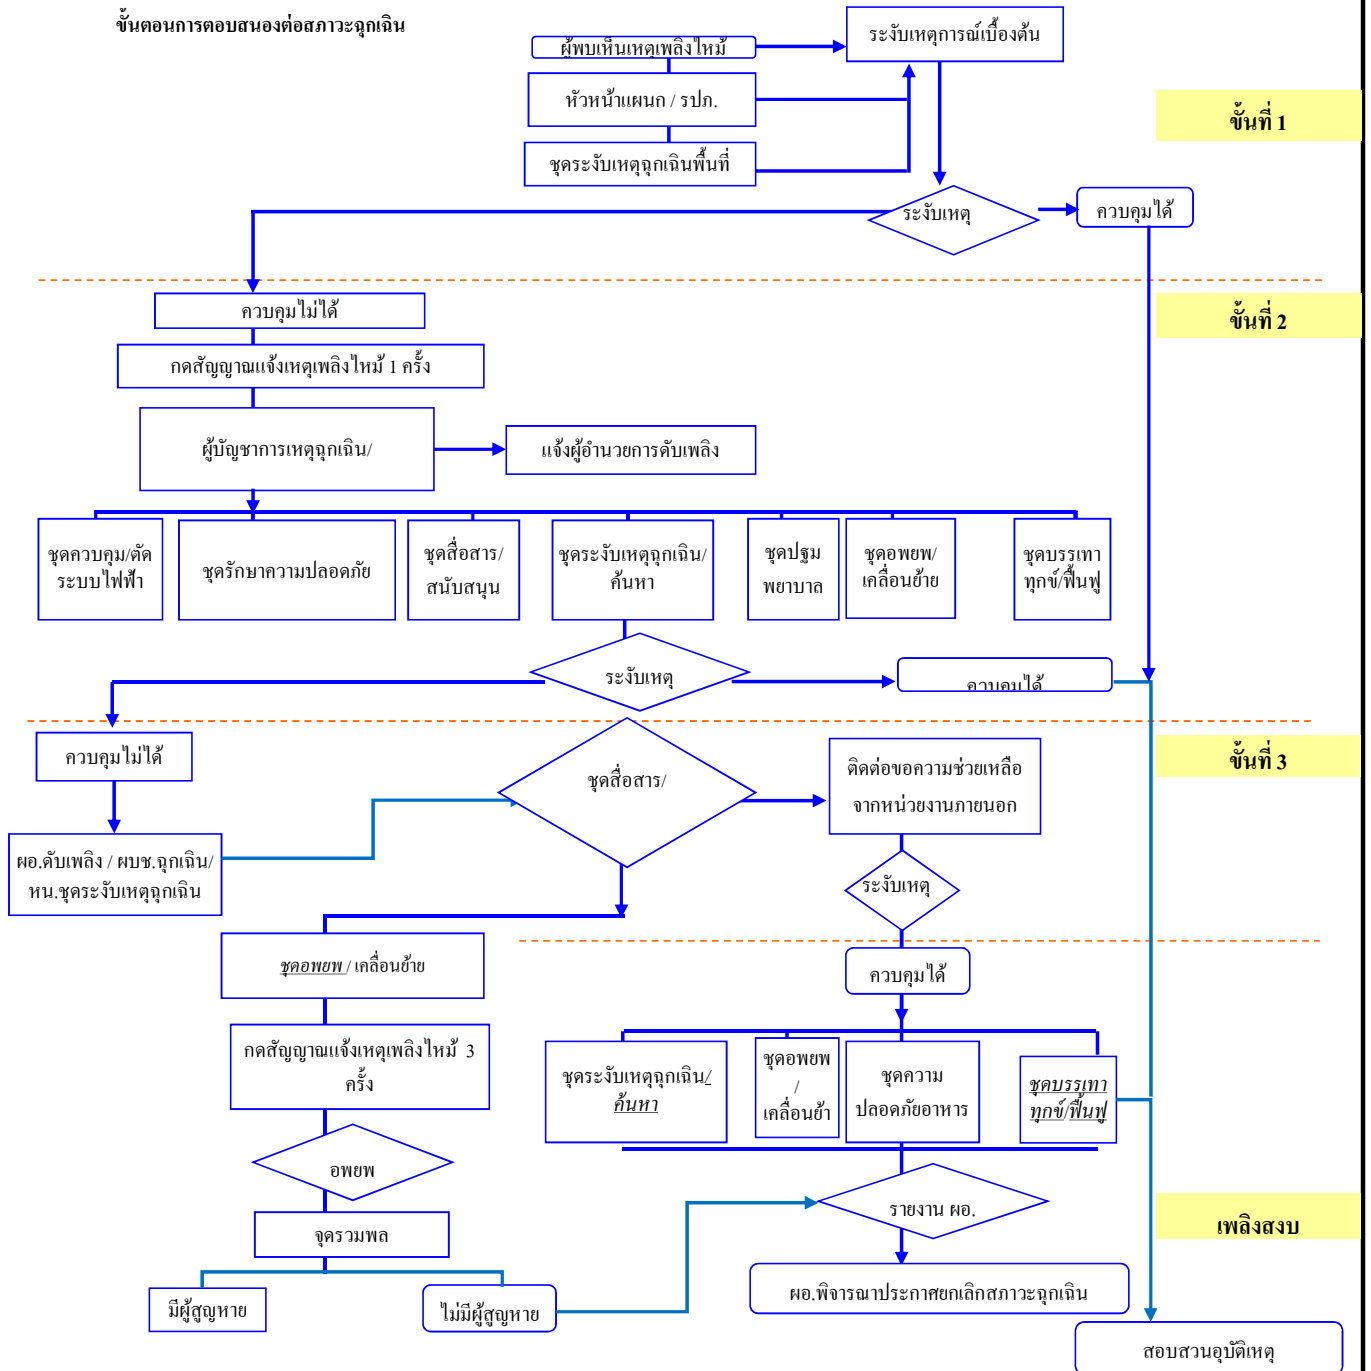 ขั้นตอนการตอบสนองต่อสภาวะฉุกเฉิน
ผู้พบเห็นเหตุเพลิงไหม้
ระงับเหตุการณ์เบื้องต้น
หัวหน้าแผนก / รปภ.
ขั้นที่ 1
ชุดระงับเหตุฉุกเฉินพื้นที่
ระงับเหตุ
ควบคุมได้
ควบคุมไม่ได้
ขั้นที่ 2
กดสัญญาณแจ้งเหตุเพลิงไหม้ 1 ครั้ง
ผู้บัญชาการเหตุฉุกเฉิน/
แจ้งผู้อำนวยการดับเพลิง
ชุดควบคุม/ตัด
ระบบไฟฟ้า
ชุดรักษาความปลอดภัย
ชุดสื่อสาร/
สนับสนุน
ชุดระงับเหตุฉุกเฉิน/
ค้นหา
ชุดปฐม
พยาบาล
ชุดอพยพ/
เคลื่อนย้าย
ชุดบรรเทา
ทุกข์/ฟื้นฟู
ระงับเหตุ
ควบคุมได้
ควบคุมไม่ได้
ชุดสื่อสาร/
ติดต่อขอความช่วยเหลือ
จากหน่วยงานภายนอก
ขั้นที่ 3
ผอ.ดับเพลิง / ผบช.ฉุกเฉิน/
หน.ชุดระงับเหตุฉุกเฉิน
ระงับเหตุ
ชุดอพยพ / เคลื่อนย้าย
ควบคุมได้
กดสัญญาณแจ้งเหตุเพลิงไหม้ 3
ครั้ง
ชุดระงับเหตุฉุกเฉิน/
ค้นหา
ชุดอพยพ
/
เคลื่อนย้า
ชุดความ
ปลอดภัยอาหาร
ชุดบรรเทา
ทุกข์/ฟื้นฟู
อพยพ
รายงาน ผอ.
เพลิงสงบ
จุดรวมพล
มีผู้สูญหาย
ไม่มีผู้สูญหาย
ผอ.พิจารณาประกาศยกเลิกสภาวะฉุกเฉิน
สอบสวนอุบัติเหตุ